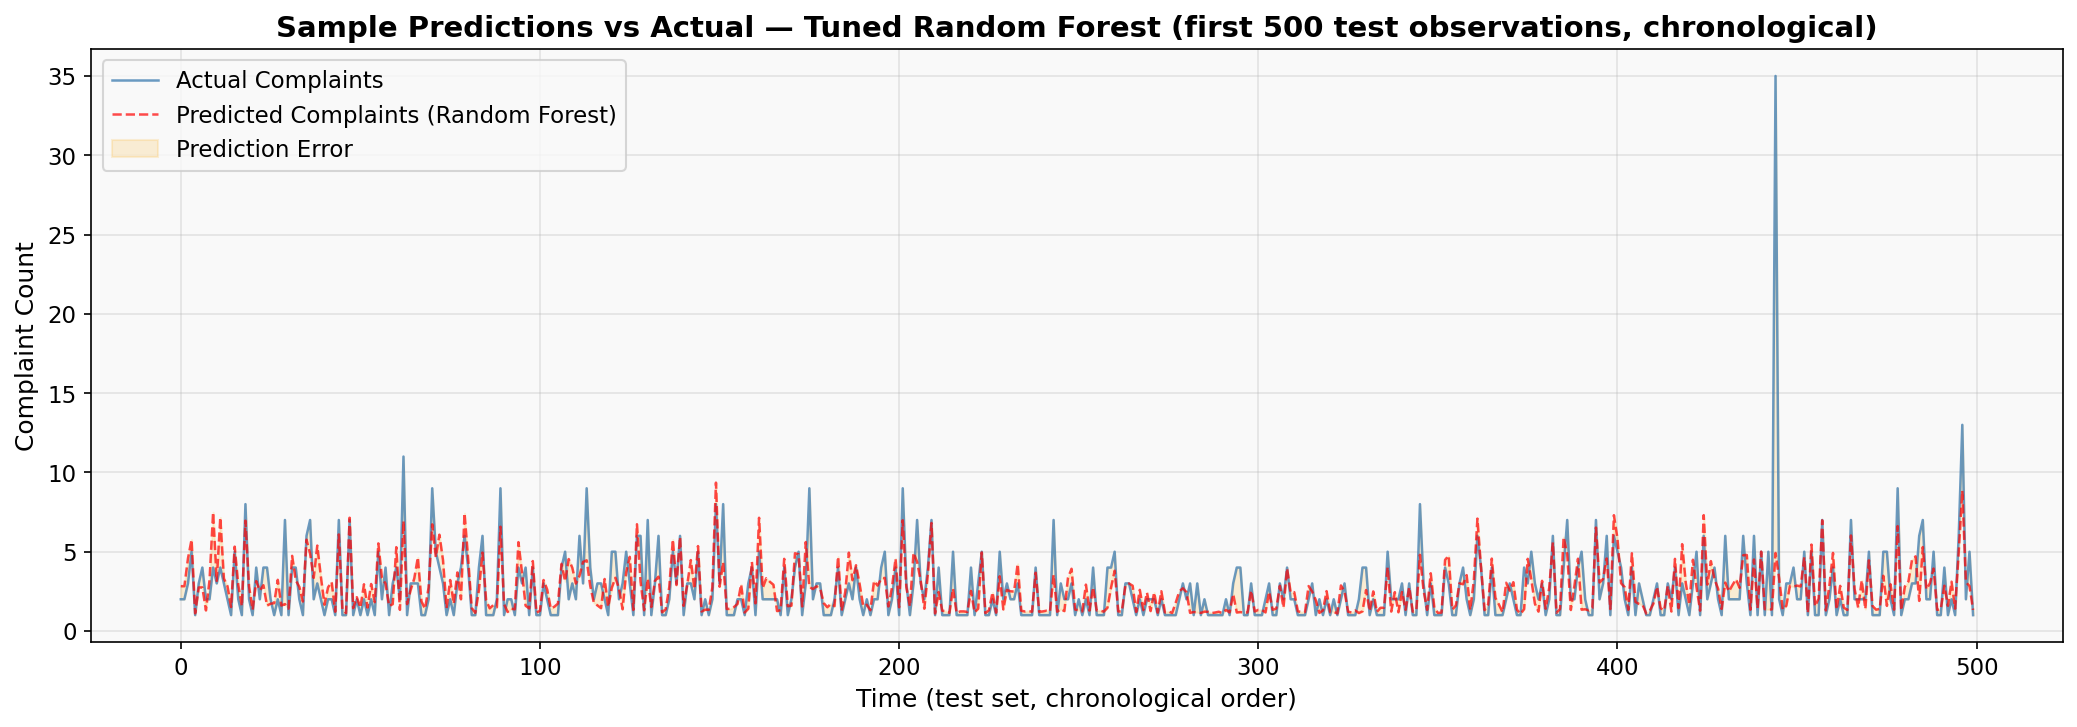 Sample Predictions vs Actual — Tuned Random Forest (first 500 test observations, chronological)
Actual Complaints
Predicted Complaints (Random Forest)
Prediction Error
Complaint Count
35
30
25
20
15
10
5
0
0 100 200 300 400 500
Time (test set, chronological order)